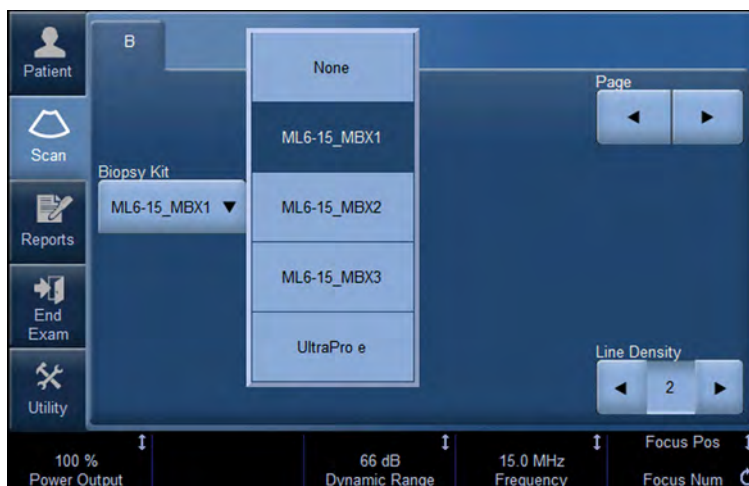 B
Patient
Scan
Reports
End
Exam
Utility
Biopsy Kit
ML6-15_MBX1
None
ML6-15_MBX1
ML6-15_MBX2
ML6-15_MBX3
UltraPro e
Page
Line Density
2
100 %
Power Output
66 dB
Dynamic Range
15.0 MHz
Frequency
Focus Pos
Focus Num